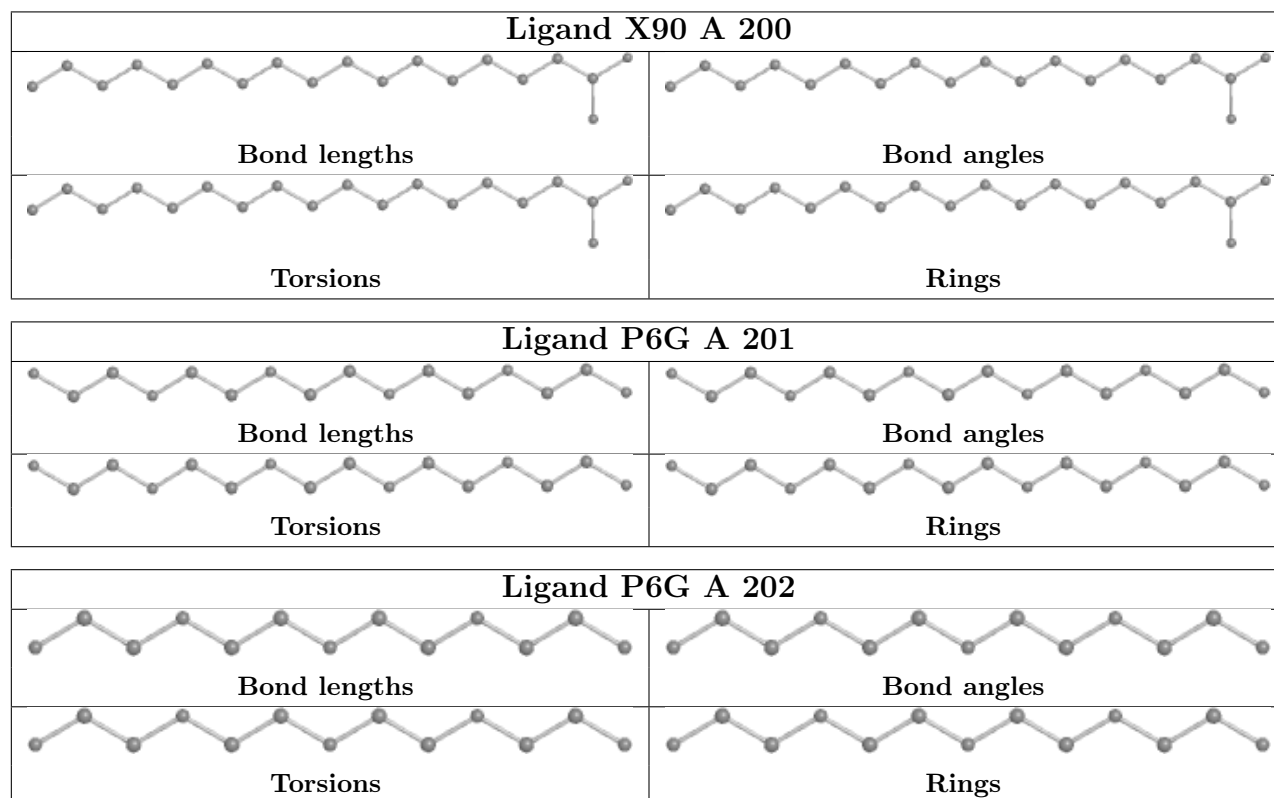 Ligand X90 A 200
Bond lengths
Bond angles
Torsions
Rings
Ligand P6G A 201
Bond lengths
Bond angles
Torsions
Rings
Ligand P6G A 202
Bond lengths
Bond angles
Torsions
Rings